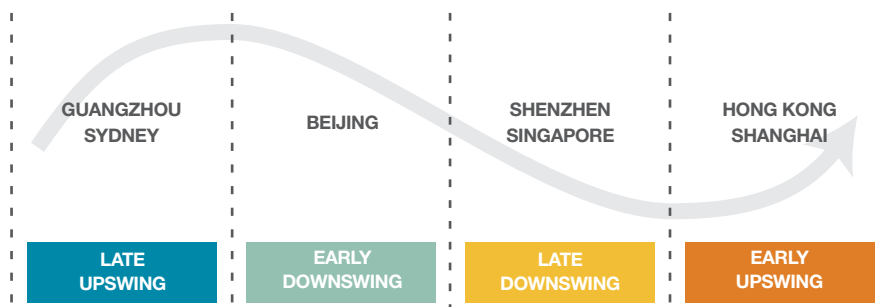 GUANGZHOU
SYDNEY
BEIJING
SHENZHEN
SINGAPORE
HONG KONG
SHANGHAI
LATE
UPSWING
EARLY
DOWNSWING
LATE
DOWNSWING
EARLY
UPSWING